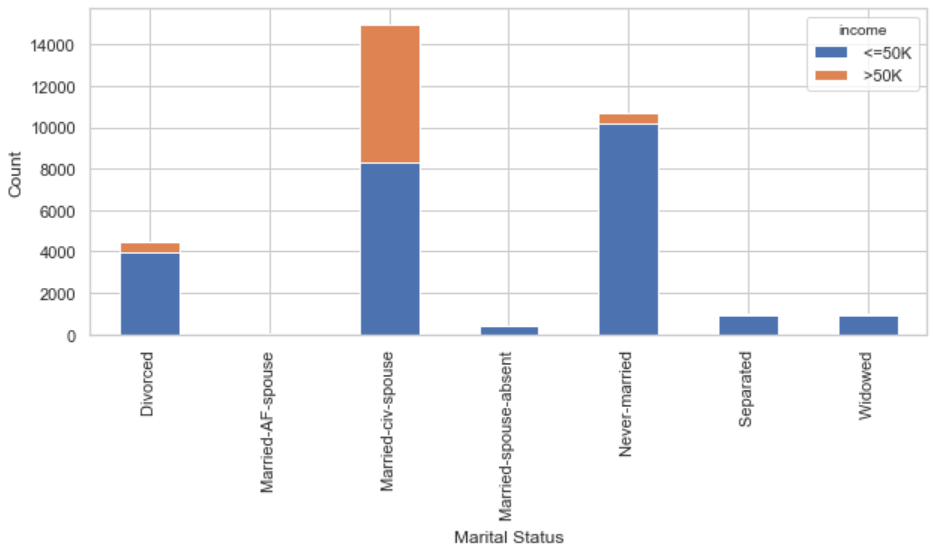 income
<=50K
>50K
14000
12000
10000
8000
6000
4000
2000
0
Count
Divorced
Married-AF-spouse
Married-civ-spouse
Married-spouse-absent
Never-married
Separated
Widowed
Marital Status